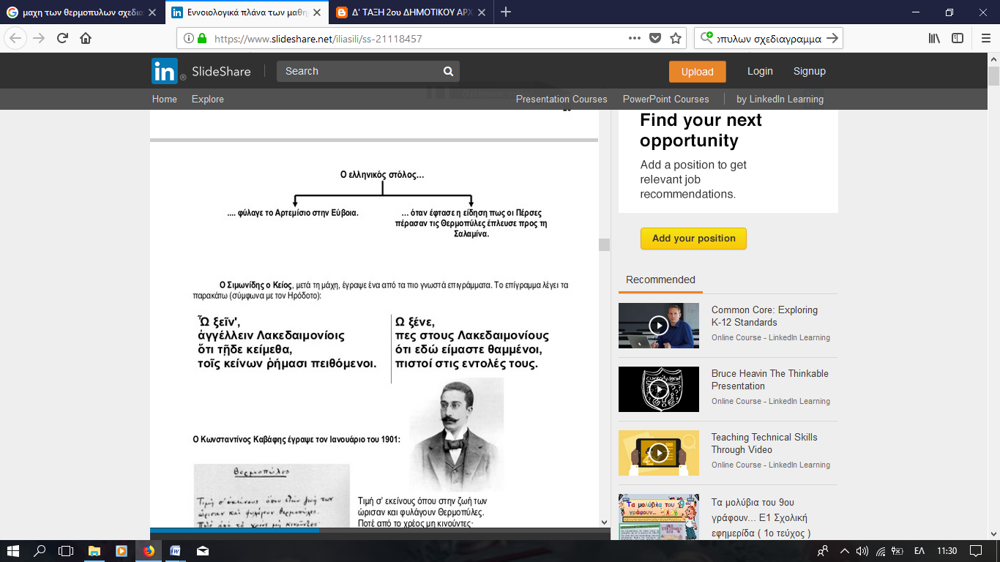 μαχη των θερμοπυλων σχεδια
Εννοιολογικά πλάνα των μαθη
Δ' ΤΑΞΗ 2ου ΔΗΜΟΤΙΚΟΥ ΑΡΧ
https://www.slideshare.net/iliasili/ss-21118457
οπυλων σχεδιαγραμμα
in SlideShare
Search
Upload
Login
Signup
Home
Explore
Presentation Courses
PowerPoint Courses
by LinkedIn Learning
Ο ελληνικός στόλος…
.... φύλαγε το Αρτεμίσιο στην Εύβοια.
… όταν έφτασε η είδηση πως οι Πέρσες
πέρασαν τις Θερμοπύλες έπλευσε προς τη
Σαλαμίνα.
Ο Σιμωνίδης ο Κείος, μετά τη μάχη, έγραψε ένα από τα πιο γνωστά επιγράμματα. Το επίγραμμα λέγει τα
παρακάτω (σύμφωνα με τον Ηρόδοτο):
Ὦ ξεῖν',
ἀγγέλλειν Λακεδαιμονίοις
ὅτι τῇδε κείμεθα,
τοῖς κείνων ῥήμασι πειθόμενοι.
Ω ξένε,
πες στους Λακεδαιμονίους
ότι εδώ είμαστε θαμμένοι,
πιστοί στις εντολές τους.
Ο Κωνσταντίνος Καβάφης έγραψε τον Ιανουάριο του 1901:
Θερμοπύλες
Τιμή σ' εκείνους όπου στην ζωή των
ώρισαν και φυλάγουν Θερμοπύλες.
Ποτέ από το χρέος μη κινούντες
Τιμή σ' εκείνους όπου στην ζωή των
ώρισαν και φυλάγουν Θερμοπύλες.
Ποτέ από το χρέος μη κινούντες·
Find your next
opportunity
Add a position to get
relevant job
recommendations.
Add your position
Recommended
Common Core: Exploring
K-12 Standards
Online Course - LinkedIn Learning
Bruce Heavin The Thinkable
Presentation
Online Course - LinkedIn Learning
Teaching Technical Skills
Through Video
Online Course - LinkedIn Learning
Τα μολύβια του 9ου
γράφουν... Ε1 Σχολική
εφημερίδα ( 1ο τεύχος )
Τα μολύβια του
γράφουν...
ΕΛ
11:30